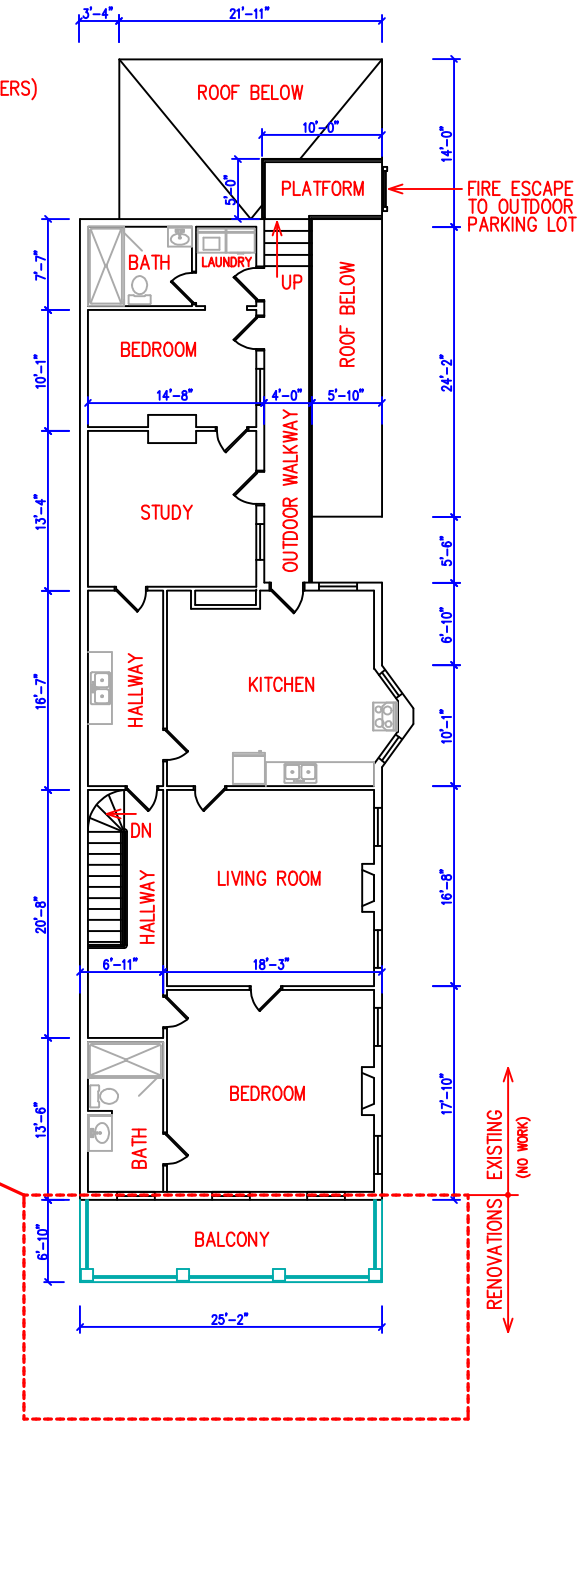 3'-4"
21'-11"
ERS)
ROOF BELOW
10'-0"
14'-0"
5'-0"
PLATFORM
FIRE ESCAPE
TO OUTDOOR
PARKING LOT
7'-7"
BATH
LAUNDRY
UP
ROOF BELOW
10'-1"
BEDROOM
24'-2"
14'-8"
4'-0"
5'-10"
OUTDOOR WALKWAY
13'-4"
STUDY
5'-6"
6'-10"
16'-7"
HALLWAY
KITCHEN
10'-1"
DN
20'-8"
HALLWAY
LIVING ROOM
16'-8"
6'-11"
18'-3"
13'-6"
BATH
BEDROOM
17'-10"
EXISTING
(NO WORK)
6'-10"
BALCONY
RENOVATIONS
25'-2"